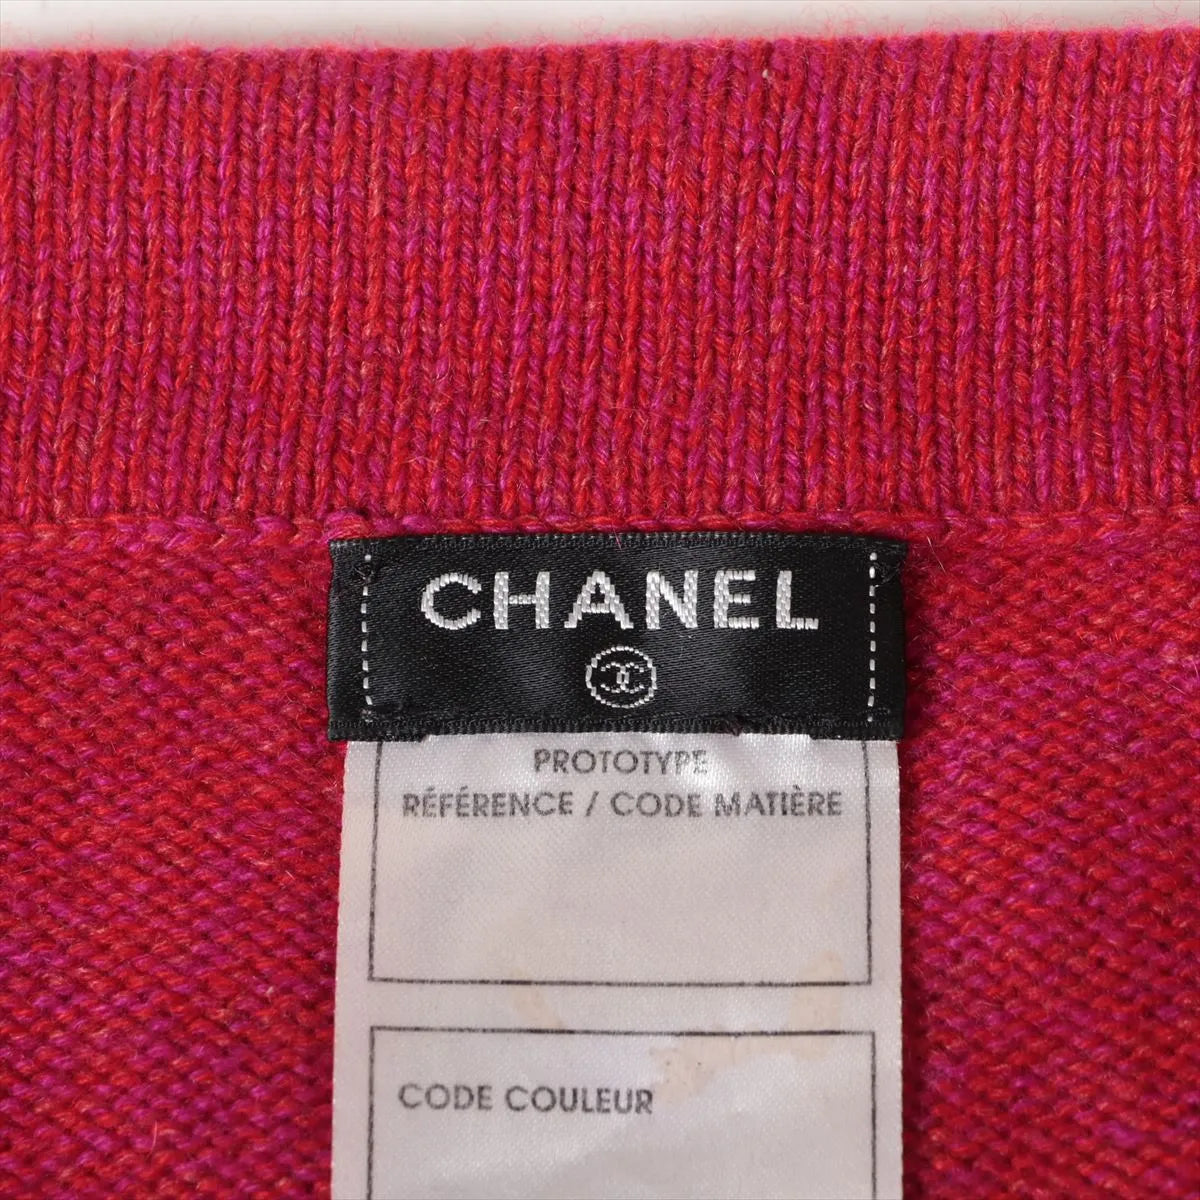 CHANEL
PROTOTYPE
RÉFÉRENCE / CODE MATIÈRE
CODE COULEUR